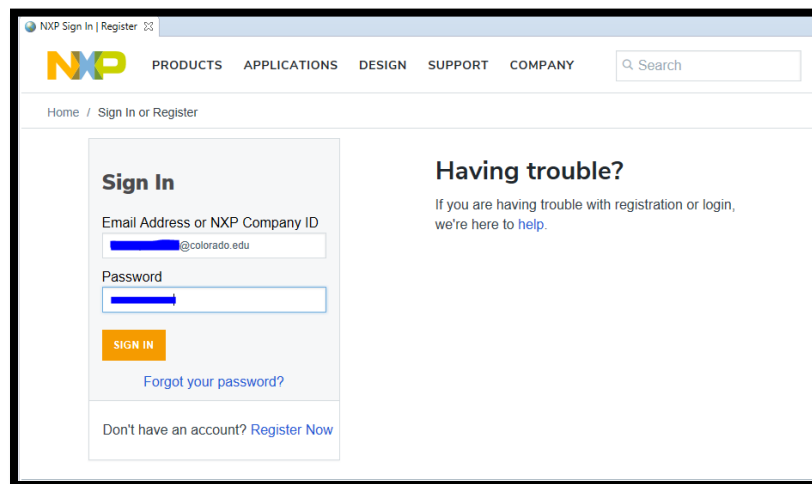 NXP Sign In | Register
NXP
PRODUCTS APPLICATIONS DESIGN SUPPORT COMPANY
Search
Home / Sign In or Register
Sign In
Email Address or NXP Company ID
@colorado.edu
Password
SIGN IN
Forgot your password?
Don't have an account? Register Now
Having trouble?
If you are having trouble with registration or login,
we're here to help.